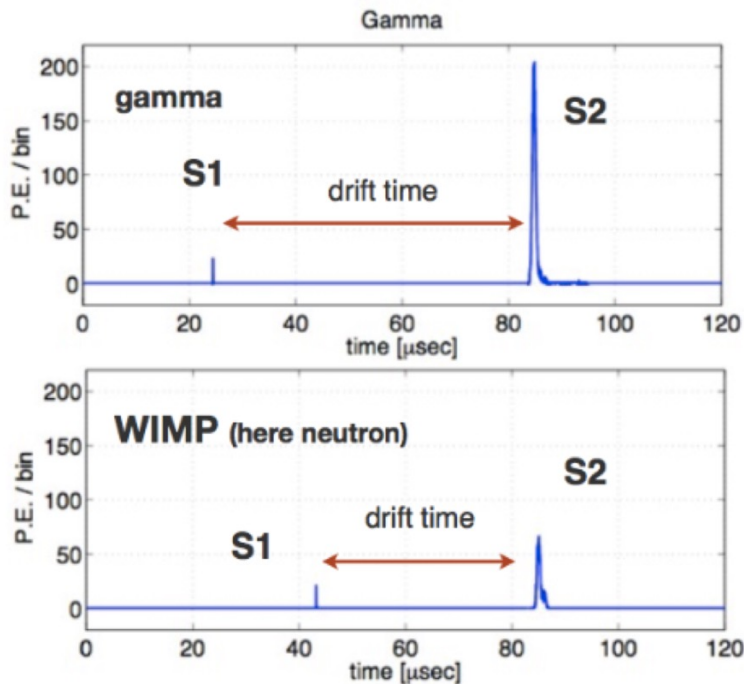 Gamma
gamma
S1
S2
drift time
P.E. / bin
200
150
100
50
0
0 20 40 60 80 100 120
time [μsec]
WIMP (here neutron)
S1
S2
drift time
P.E. / bin
200
150
100
50
0
0 20 40 60 80 100 120
time [μsec]